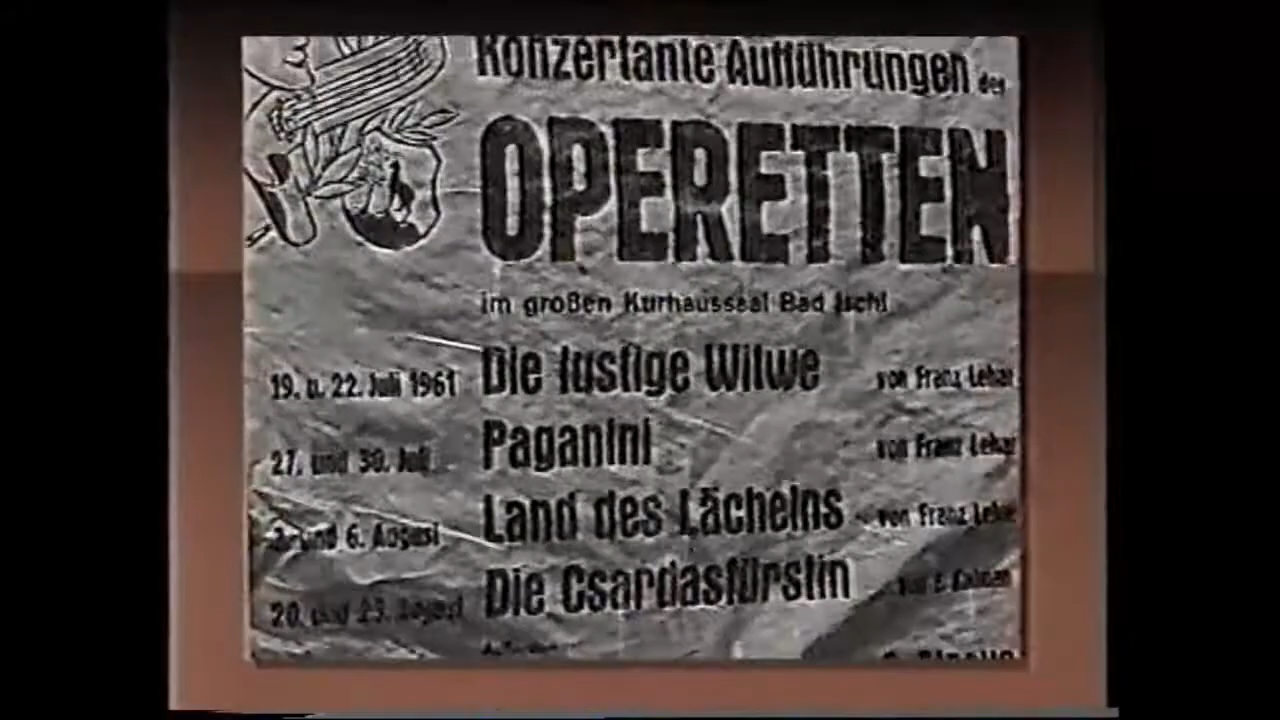 Konzertante Aufführungen der
OPERETTEN
im großen Kurhaussaal Bad Ischl
19. u. 22. Juli 1961 Die lustige Witwe von Franz Lehar
27. und 30. Juli Paganini von Franz Lehar
und 6. August Land des Lächelns von Franz Lehar
20. und August Die Csardasfürstin von E. Kalman